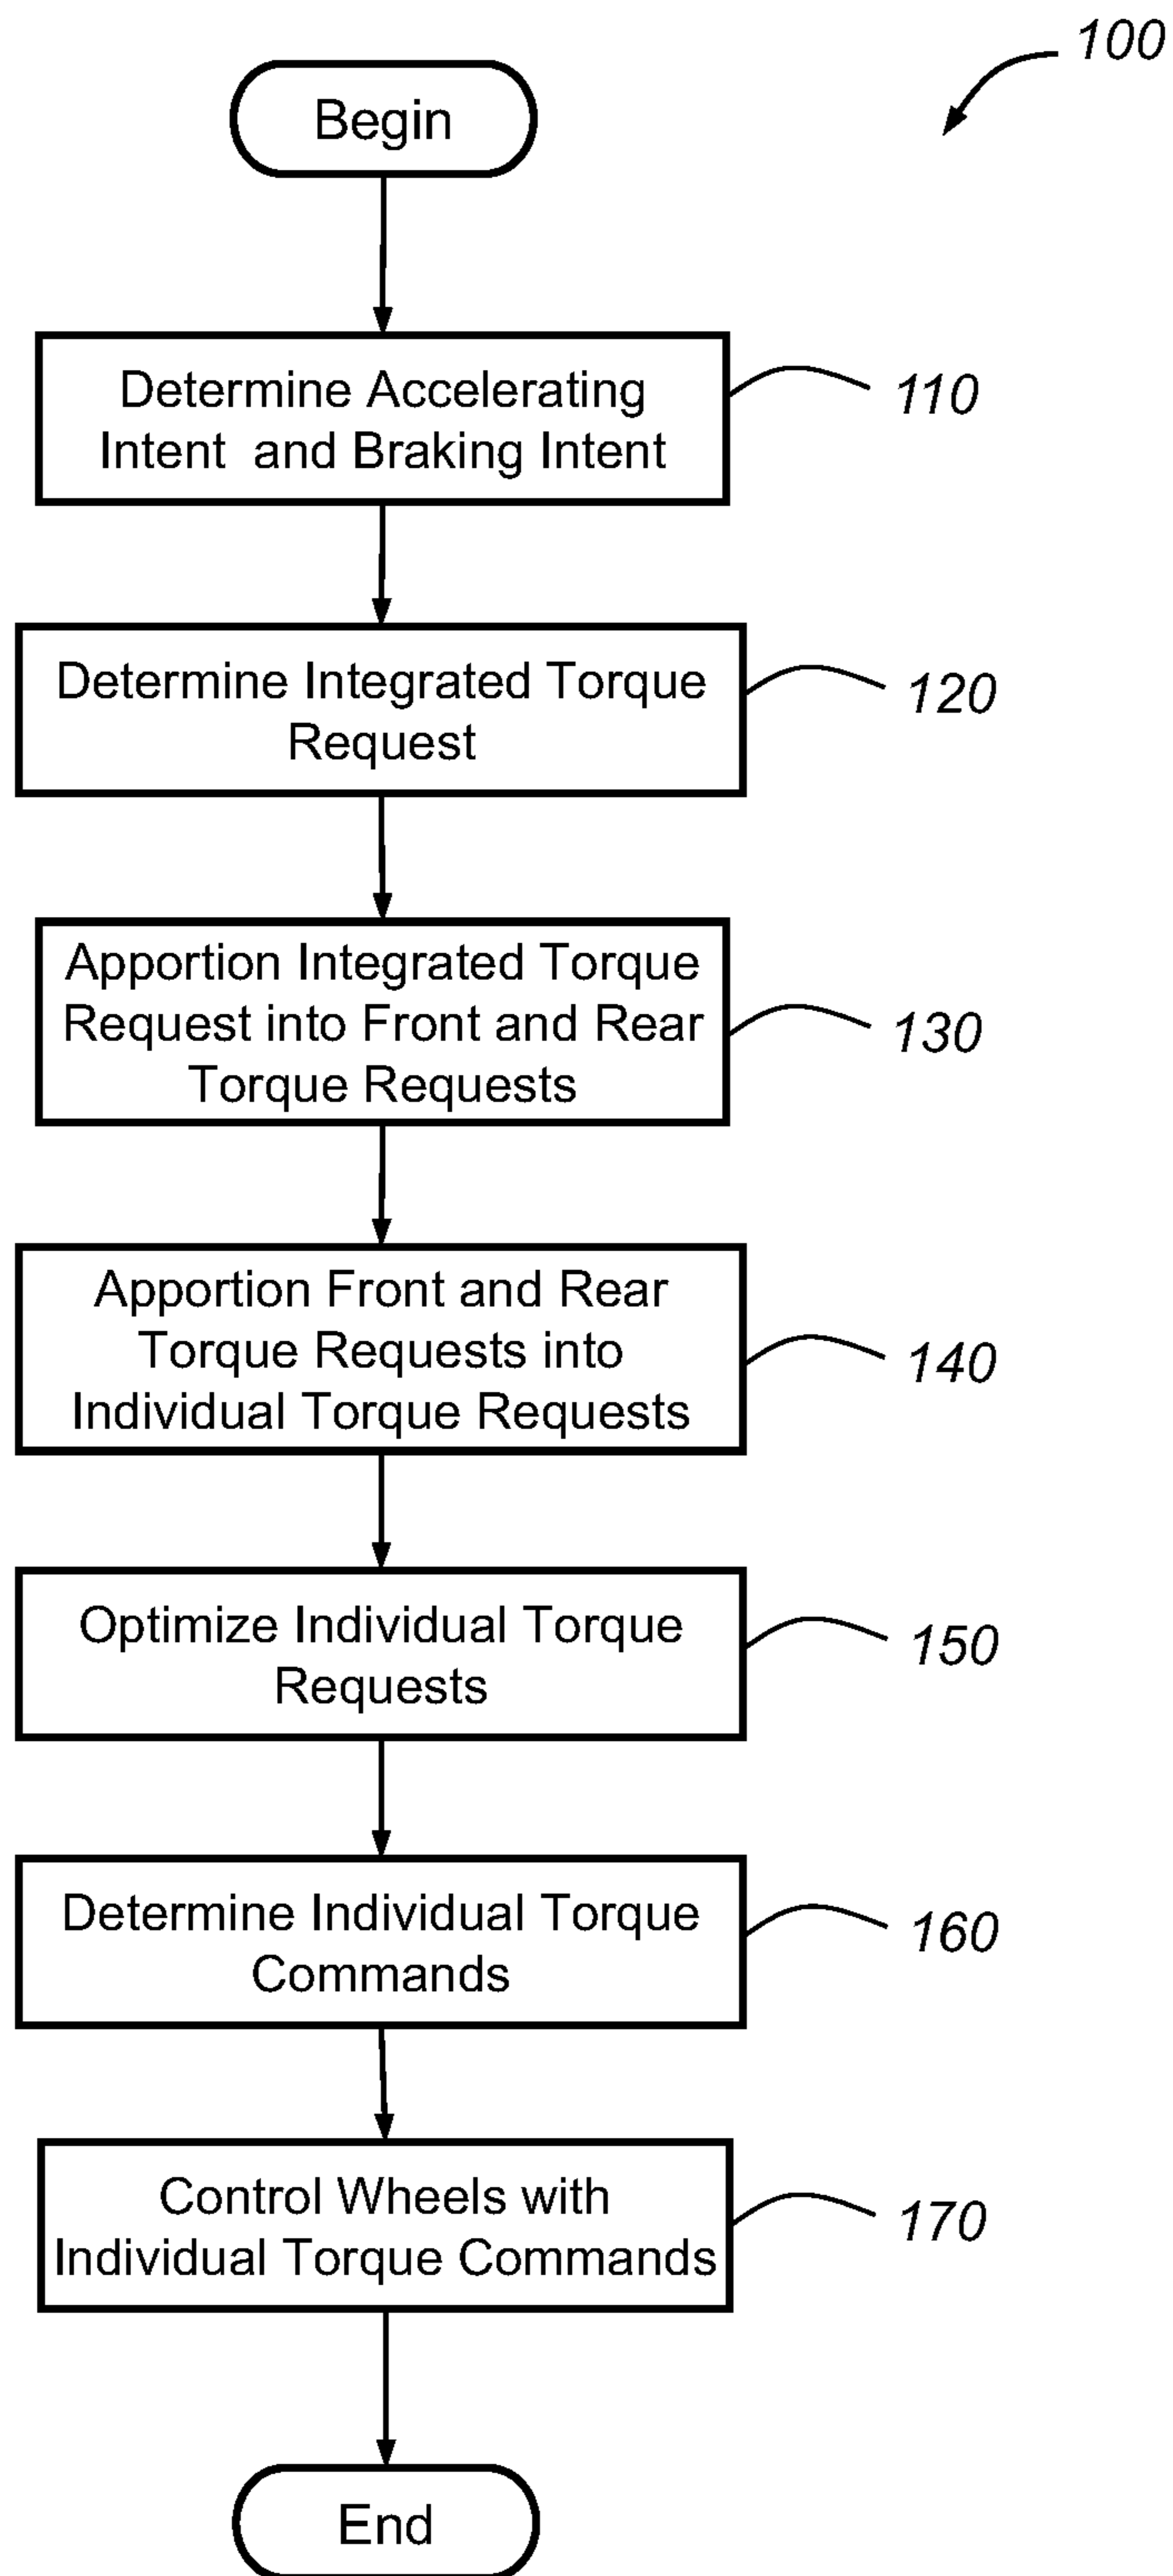 100
Begin
Determine Accelerating
Intent and Braking Intent
110
Determine Integrated Torque
Request
120
Apportion Integrated Torque
Request into Front and Rear
Torque Requests
130
Apportion Front and Rear
Torque Requests into
Individual Torque Requests
140
Optimize Individual Torque
Requests
150
Determine Individual Torque
Commands
160
Control Wheels with
Individual Torque Commands
170
End